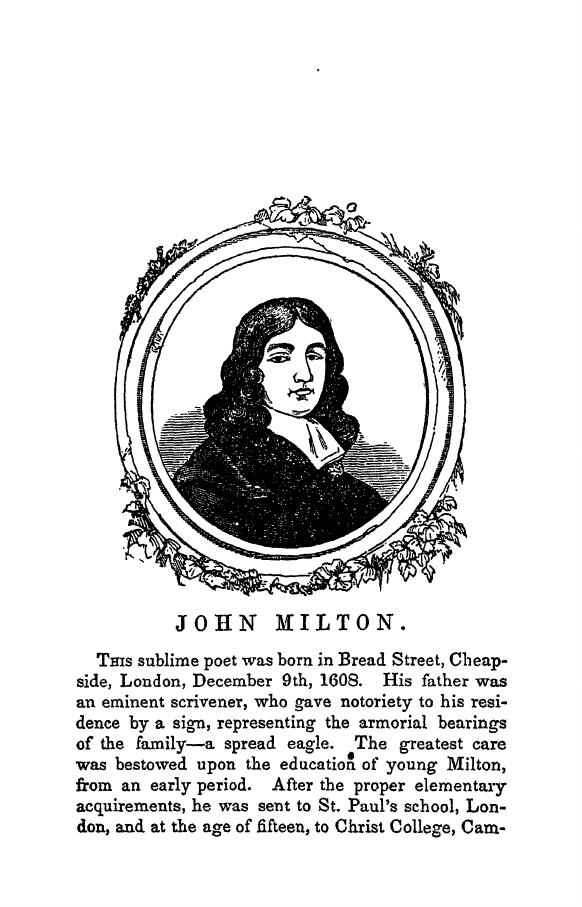 JOHN MILTON.
This sublime poet was born in Bread Street, Cheap-
side, London, December 9th, 1608. His father was
an eminent scrivener, who gave notoriety to his resi-
dence by a sign, representing the armorial bearings
of the family—a spread eagle. The greatest care
was bestowed upon the education of young Milton,
from an early period. After the proper elementary
acquirements, he was sent to St. Paul's school, Lon-
don, and at the age of fifteen, to Christ College, Cam-